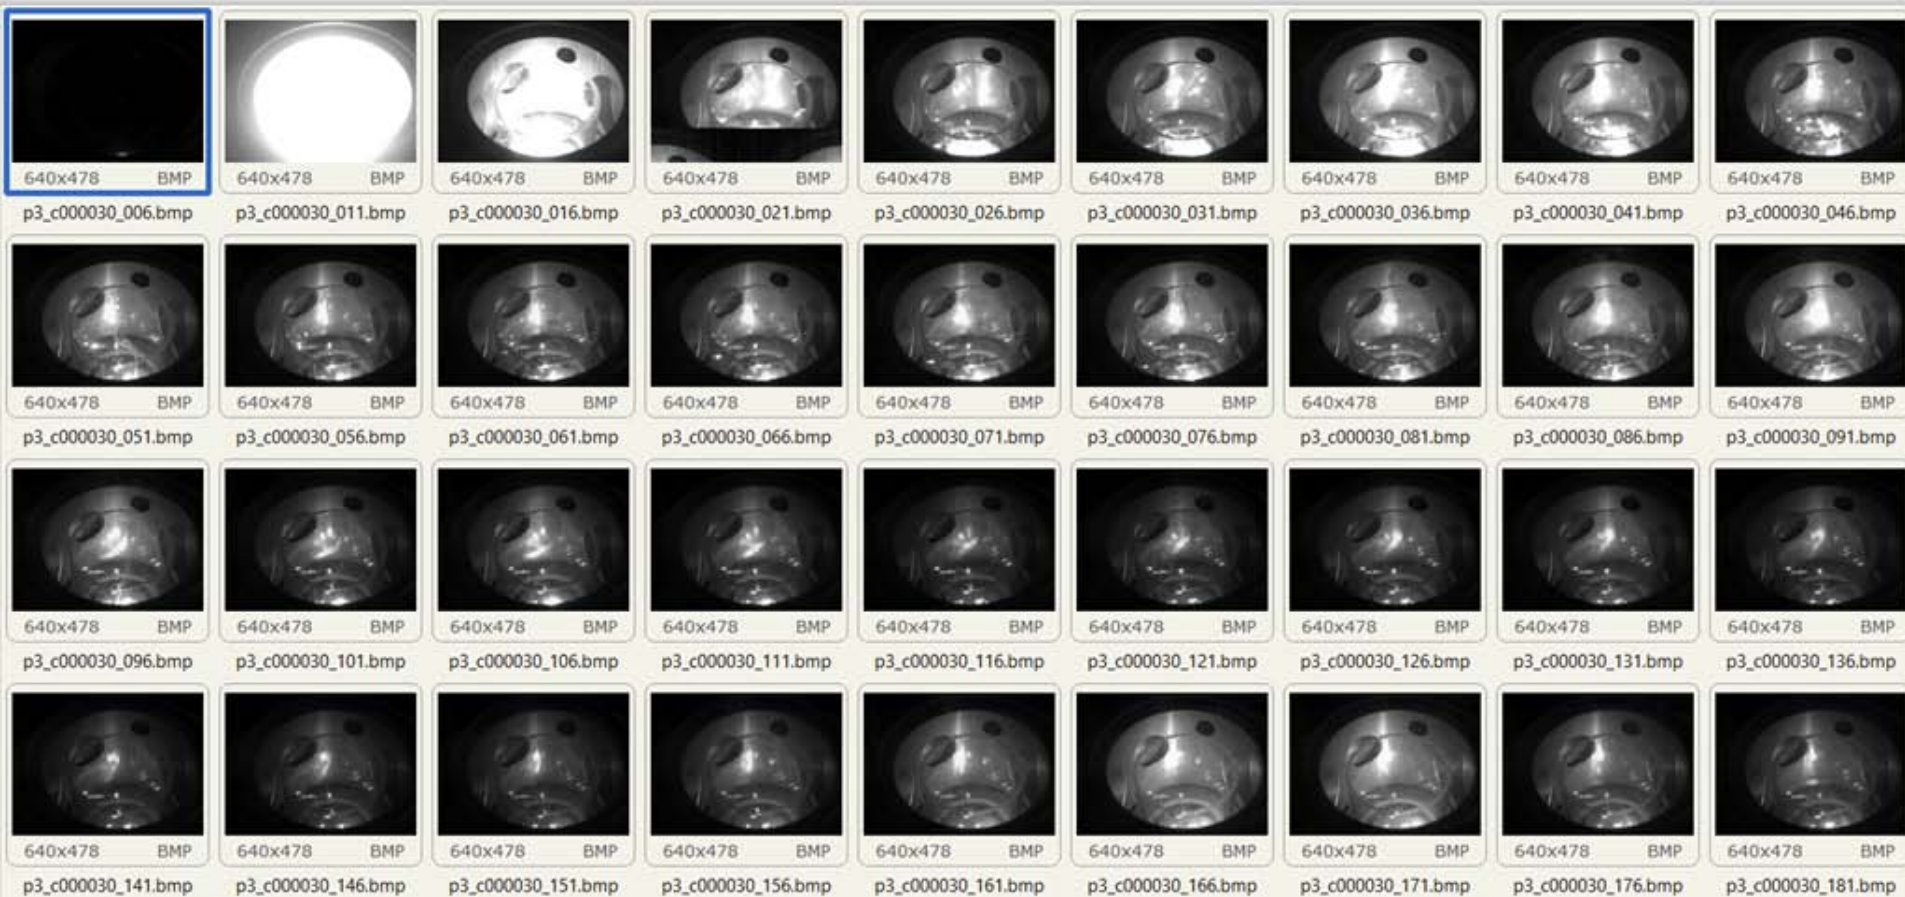 640x478 BMP 640x478 BMP 640x478 BMP 640x478 BMP 640x478 BMP 640x478 BMP 640x478 BMP 640x478 BMP 640x478 BMP
p3_c000030_006.bmp p3_c000030_011.bmp p3_c000030_016.bmp p3_c000030_021.bmp p3_c000030_026.bmp p3_c000030_031.bmp p3_c000030_036.bmp p3_c000030_041.bmp p3_c000030_046.bmp
640x478 BMP 640x478 BMP 640x478 BMP 640x478 BMP 640x478 BMP 640x478 BMP 640x478 BMP 640x478 BMP 640x478 BMP
p3_c000030_051.bmp p3_c000030_056.bmp p3_c000030_061.bmp p3_c000030_066.bmp p3_c000030_071.bmp p3_c000030_076.bmp p3_c000030_081.bmp p3_c000030_086.bmp p3_c000030_091.bmp
640x478 BMP 640x478 BMP 640x478 BMP 640x478 BMP 640x478 BMP 640x478 BMP 640x478 BMP 640x478 BMP 640x478 BMP
p3_c000030_096.bmp p3_c000030_101.bmp p3_c000030_106.bmp p3_c000030_111.bmp p3_c000030_116.bmp p3_c000030_121.bmp p3_c000030_126.bmp p3_c000030_131.bmp p3_c000030_136.bmp
640x478 BMP 640x478 BMP 640x478 BMP 640x478 BMP 640x478 BMP 640x478 BMP 640x478 BMP 640x478 BMP 640x478 BMP
p3_c000030_141.bmp p3_c000030_146.bmp p3_c000030_151.bmp p3_c000030_156.bmp p3_c000030_161.bmp p3_c000030_166.bmp p3_c000030_171.bmp p3_c000030_176.bmp p3_c000030_181.bmp